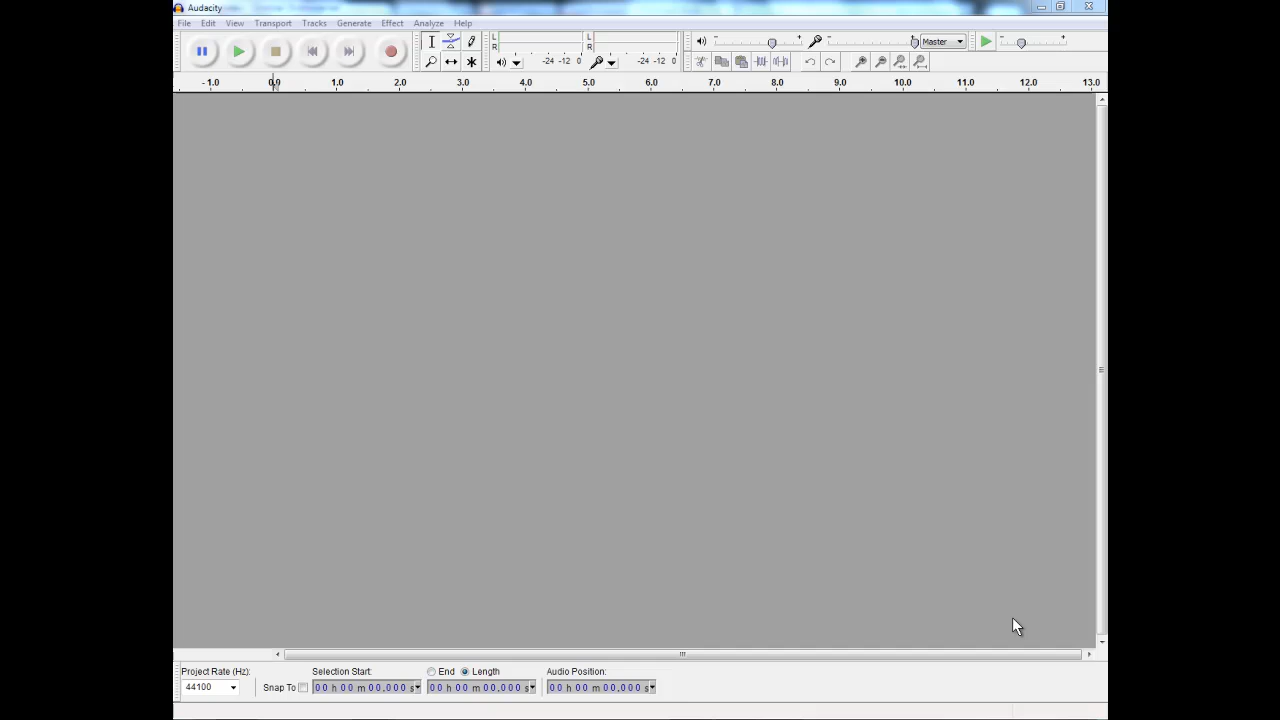 Audacity
File Edit View Transport Tracks Generate Effect Analyze Help
L
R
L
R
Master
-24 -12 0
-24 -12 0
-1.0 0.0 1.0 2.0 3.0 4.0 5.0 6.0 7.0 8.0 9.0 10.0 11.0 12.0 13.0
Project Rate (Hz): Selection Start: End Length Audio Position:
44100 Snap To 00 h 00 m 00,000 s 00 h 00 m 00,000 s 00 h 00 m 00,000 s